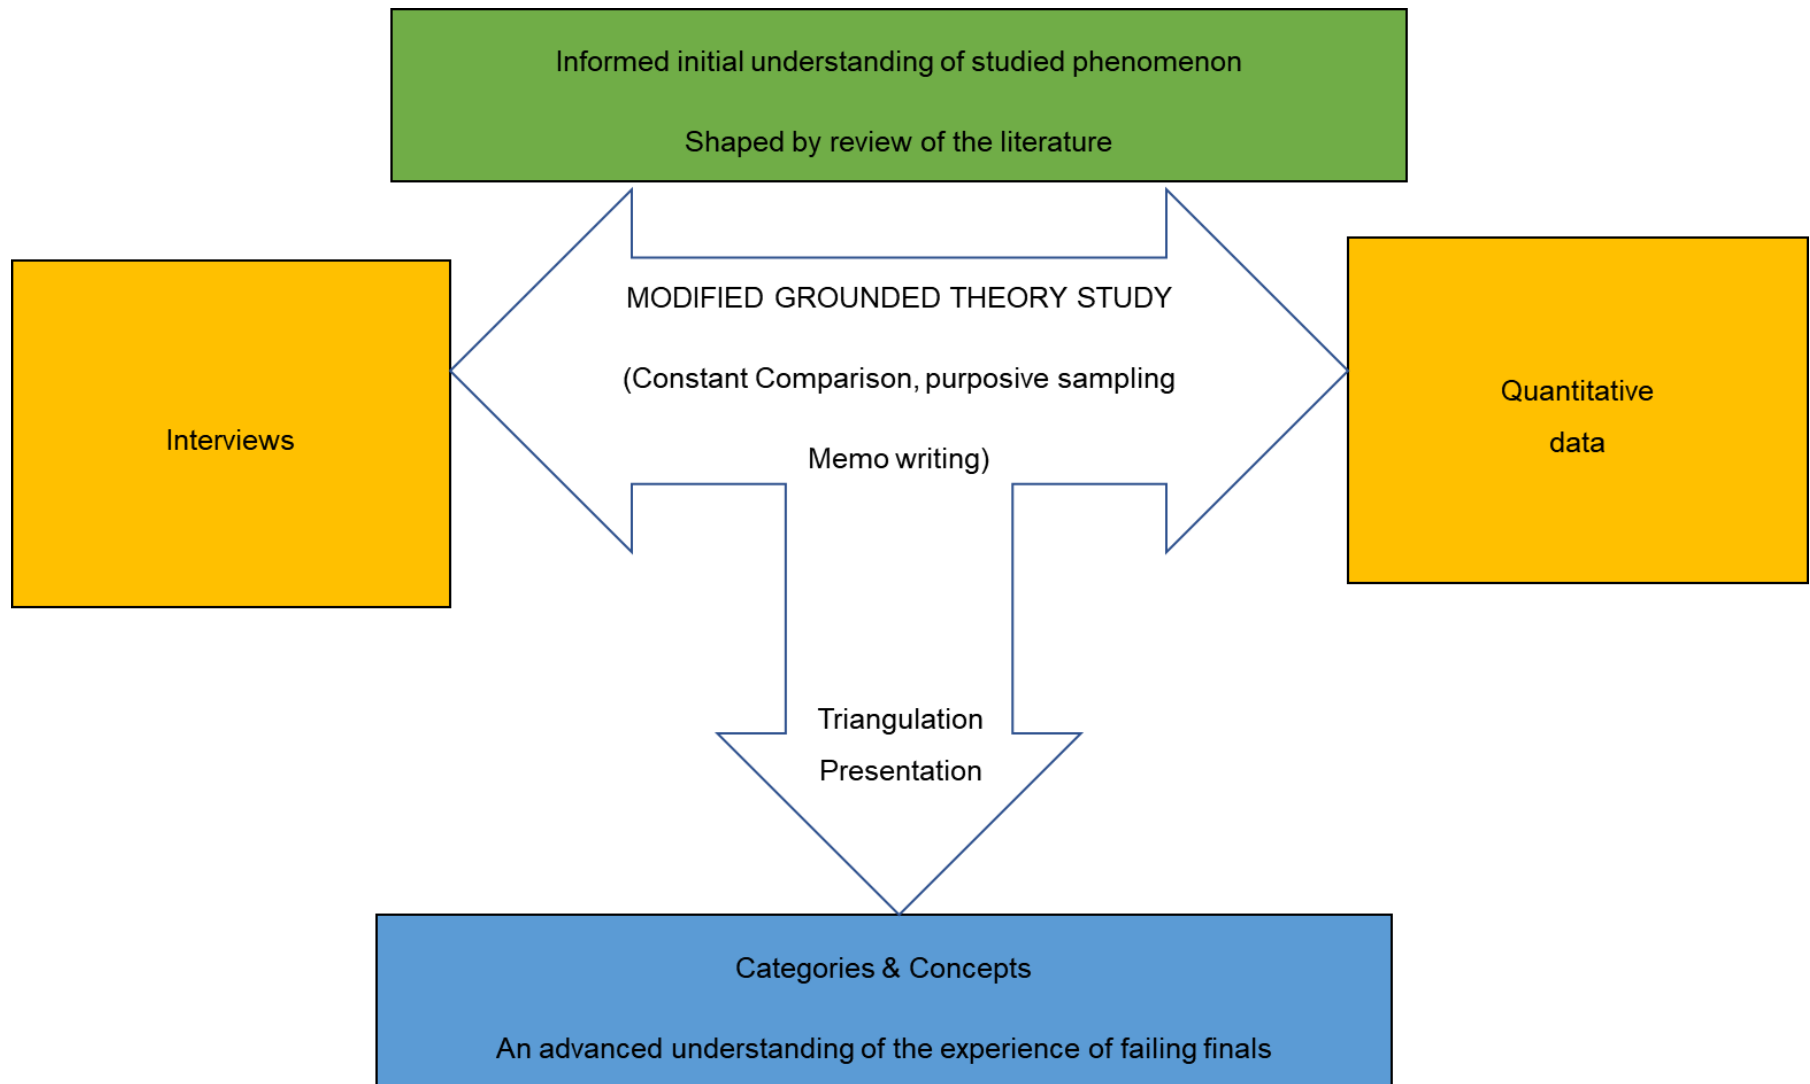 Informed initial understanding of studied phenomenon
Shaped by review of the literature
MODIFIED GROUNDED THEORY STUDY
(Constant Comparison, purposive sampling
Memo writing)
Interviews
Quantitative
data
Triangulation
Presentation
Categories & Concepts
An advanced understanding of the experience of failing finals